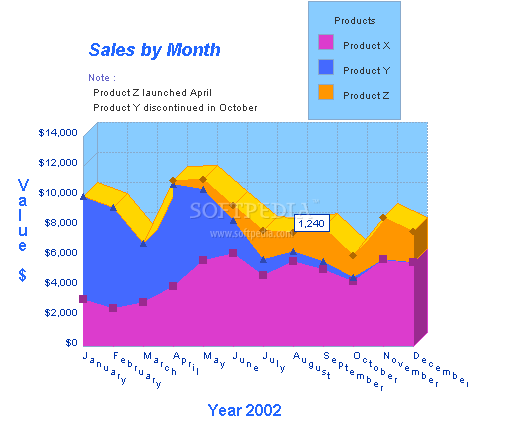 Products
Product X
Product Y
Product Z
Sales by Month
Note :
Product Z launched April
Product Y discontinued in October
$14,000
$12,000
$10,000
$8,000
$6,000
$4,000
$2,000
$0
Value $
1,240
SOFTPEDIA
www.softpedia.com
January
February
March
April
May
June
July
August
September
October
November
December
Year 2002